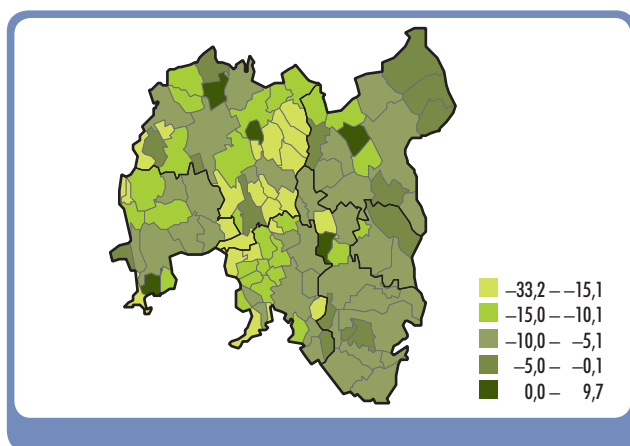 –33,2 – –15,1
–15,0 – –10,1
–10,0 – –5,1
–5,0 – –0,1
0,0 – 9,7